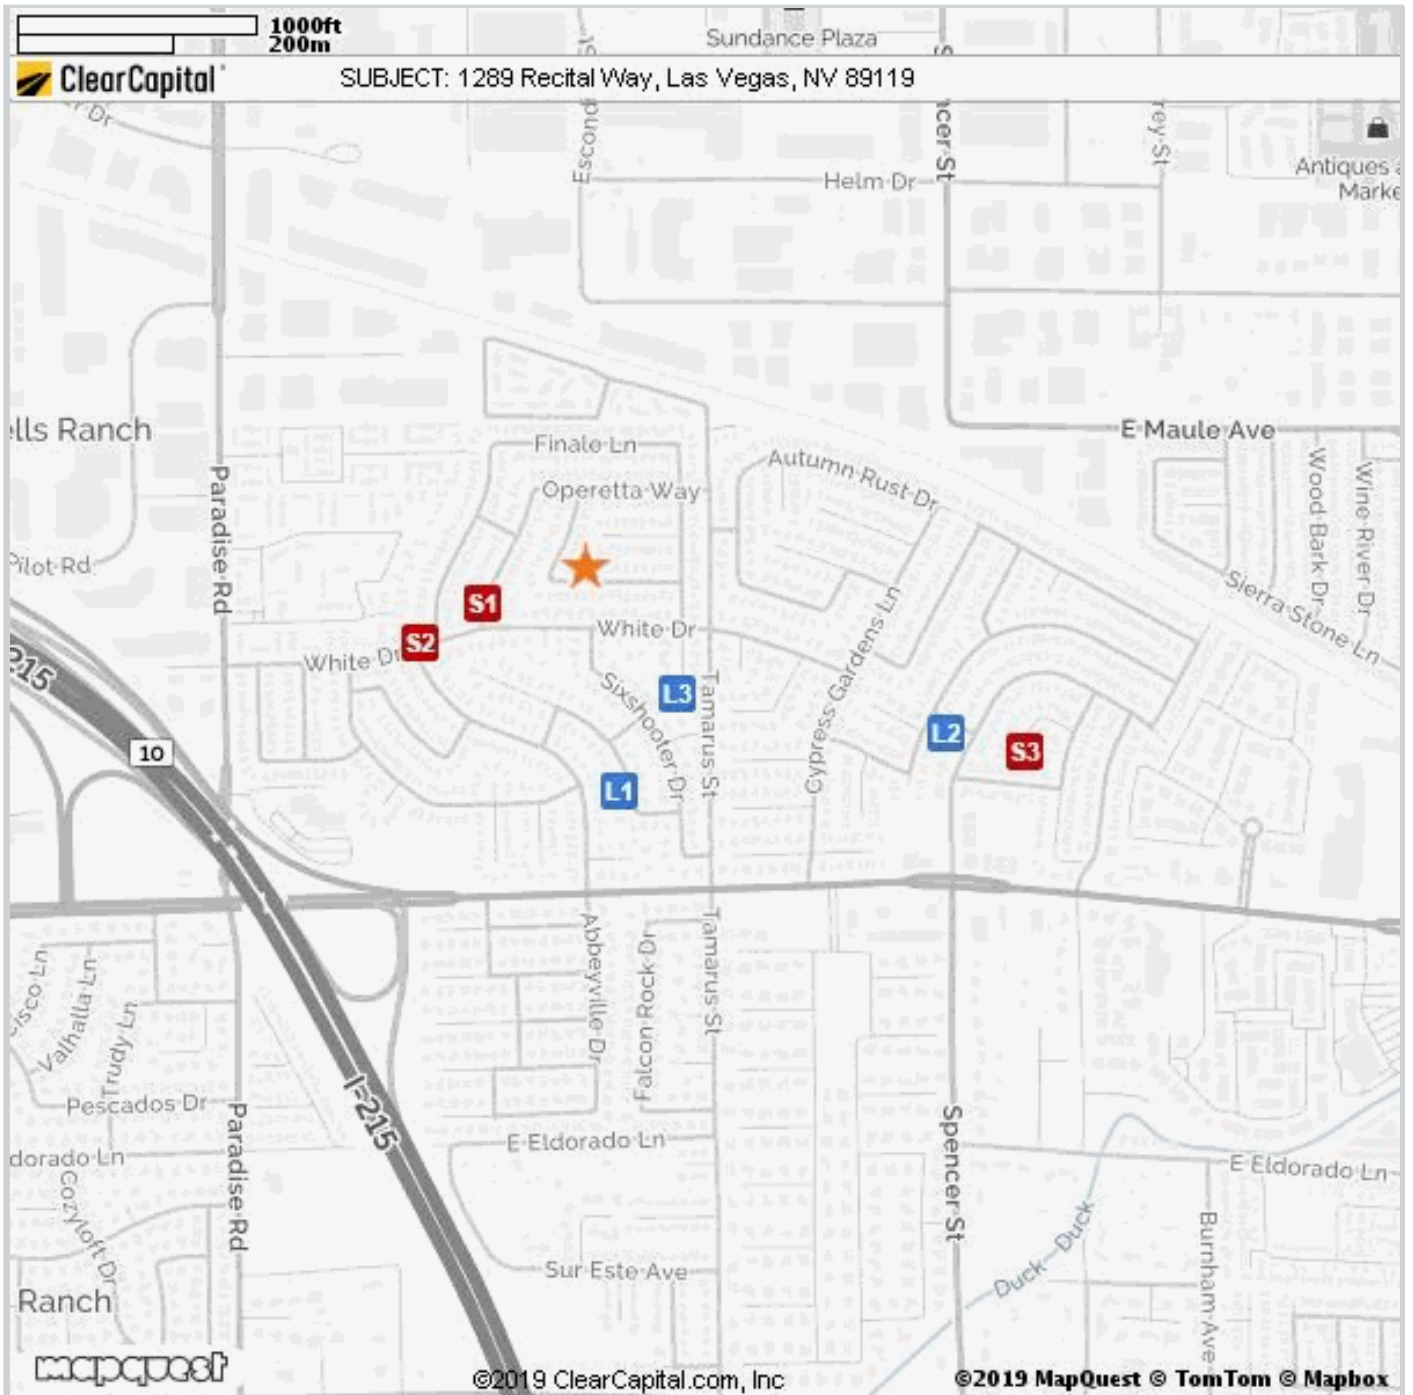 1000ft
200m
Sundance Plaza
ClearCapital
SUBJECT: 1289 Recital Way, Las Vegas, NV 89119
Helm Dr
Antiques
Marke
ells Ranch
Finale Ln
E Maule Ave
Autumn Rust Dr
Operetta Way
Paradise Rd
Wood Bark Dr
Wine River Dr
Pilot Rd
S1
Cypress Gardens Ln
Sierra Stone Ln
White Dr
S2
White Dr
215
Sixshooter Dr
L3
Tamarus St
L2
S3
10
L1
Abbeyville Dr
Falcon Rock Dr
Tamarus St
Valhalla Ln
Trudy Ln
Pescados Dr
Paradise Rd
I-215
Spencer St
E Eldorado Ln
dorado Ln
E Eldorado Ln
Cozyloft Dr
Duck Duck
Burnham Ave
Sur Este Ave
Ranch
mapquest
©2019 ClearCapital.com, Inc
©2019 MapQuest © TomTom © Mapbox